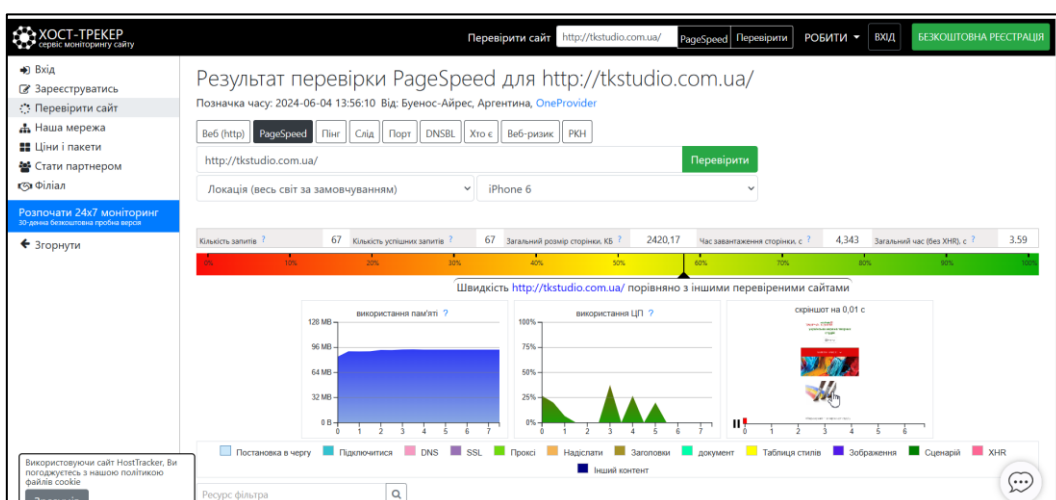 ХОСТ-ТРЕКЕР
сервіс моніторингу сайту
Перевірити сайт http://tkstudio.com.ua/ PageSpeed Перевірити РОБИТИ ВХІД БЕЗКОШТОВНА РЕЄСТРАЦІЯ
Вхід
Зареєструватись
Перевірити сайт
Наша мережа
Ціни і пакети
Стати партнером
Філіал
Розпочати 24x7 моніторинг
30-денна безкоштовна пробна версія
Згорнути
Результат перевірки PageSpeed для http://tkstudio.com.ua/
Позначка часу: 2024-06-04 13:56:10 Від: Буенос-Айрес, Аргентина, OneProvider
Веб (http) PageSpeed Пінг Слід Порт DNSBL Хто є Веб-ризик РКН
http://tkstudio.com.ua/ Перевірити
Локація (весь світ за замовчуванням) iPhone 6
Кількість запитів ? 67 Кількість успішних запитів ? 67 Загальний розмір сторінки, КБ ? 2420,17 Час завантаження сторінки, с ? 4,343 Загальний час (без XHR), с ? 3.59
0% 10% 20% 30% 40% 50% 60% 70% 80% 90% 100%
Швидкість http://tkstudio.com.ua/ порівняно з іншими перевіреними сайтами
використання пам'яті ?
128 MB
96 MB
64 MB
32 MB
0 B
0 1 2 3 4 5 6 7
використання ЦП ?
100%
75%
50%
25%
0%
0 1 2 3 4 5 6 7
скріншот на 0,01 с
0 1 2 3 4 5 6
Постановка в чергу Підключитися DNS SSL Проксі Надіслати Заголовки документ Таблиця стилів Зображення Сценарій XHR
Інший контент
Ресурс фільтра
Використовуючи сайт HostTracker, Ви
погоджуєтесь з нашою політикою
файлів cookie